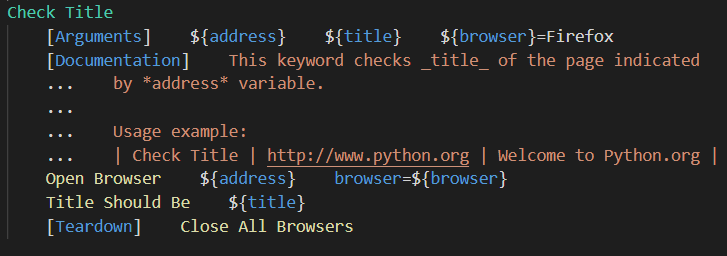 Check Title
    [Arguments]    ${address}    ${title}    ${browser}=Firefox
    [Documentation]    This keyword checks _title_ of the page indicated
    ...    by *address* variable.
    ...
    ...    Usage example:
    ...    | Check Title | http://www.python.org | Welcome to Python.org |
    Open Browser    ${address}    browser=${browser}
    Title Should Be    ${title}
    [Teardown]    Close All Browsers